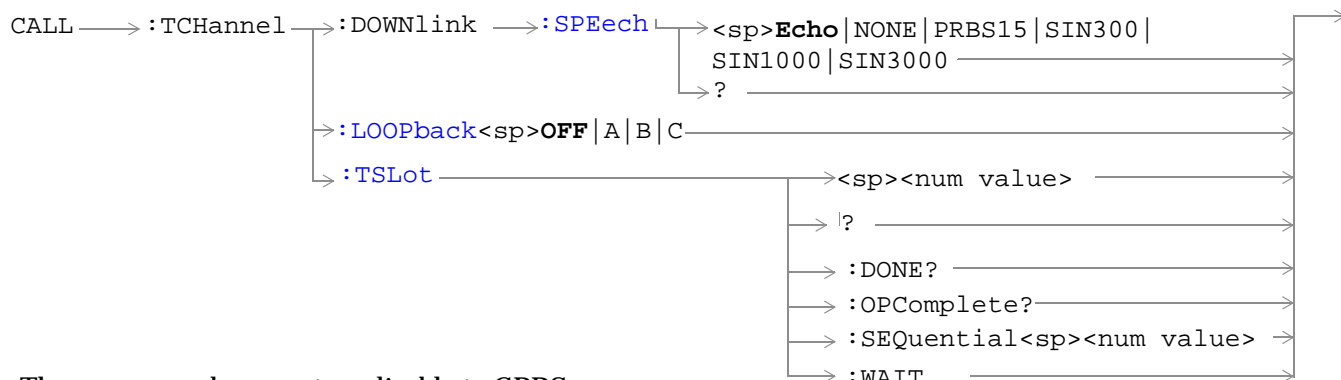 CALL :TCHannel :DOWNlink :SPEech <sp>Echo|NONE|PRBS15|SIN300|
SIN1000|SIN3000
?
:LOOPback<sp>OFF|A|B|C
:TSLot <sp><num value>
?
:DONE?
:OPComplete?
:SEQuential<sp><num value>
:WAIT